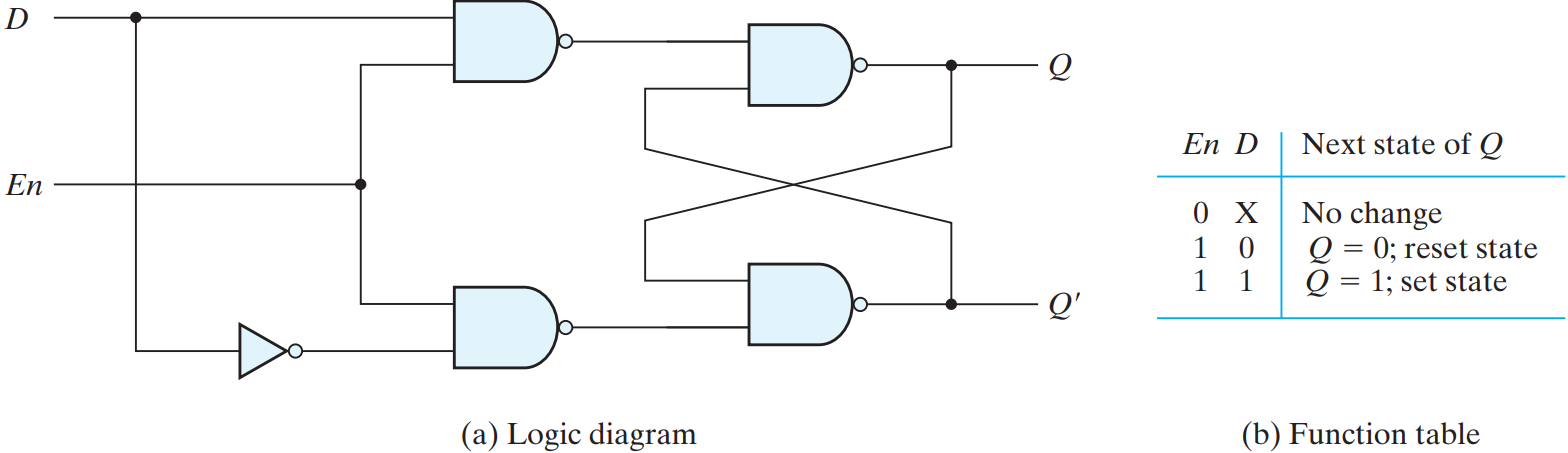 D
En
Q
Q′
En D Next state of Q
0 X No change
1 0 Q = 0; reset state
1 1 Q = 1; set state
(a) Logic diagram
(b) Function table